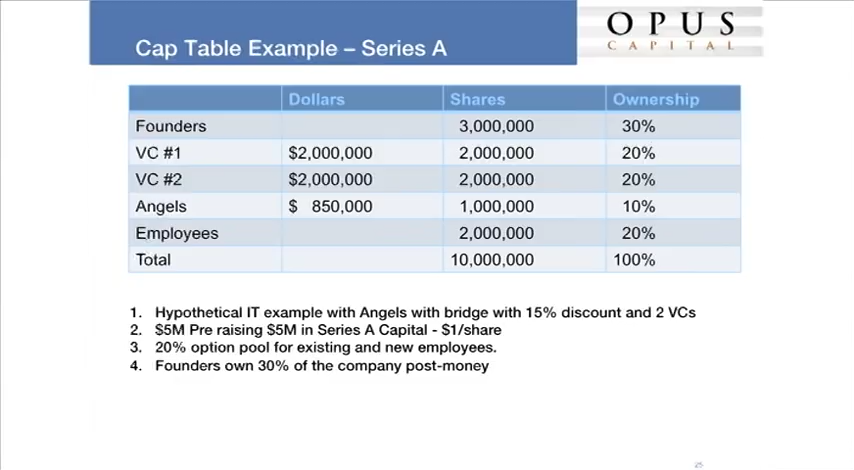 OPUS
CAPITAL
Cap Table Example – Series A
Dollars Shares Ownership
Founders 3,000,000 30%
VC #1 $2,000,000 2,000,000 20%
VC #2 $2,000,000 2,000,000 20%
Angels $ 850,000 1,000,000 10%
Employees 2,000,000 20%
Total 10,000,000 100%
1. Hypothetical IT example with Angels with bridge with 15% discount and 2 VCs
2. $5M Pre raising $5M in Series A Capital - $1/share
3. 20% option pool for existing and new employees.
4. Founders own 30% of the company post-money